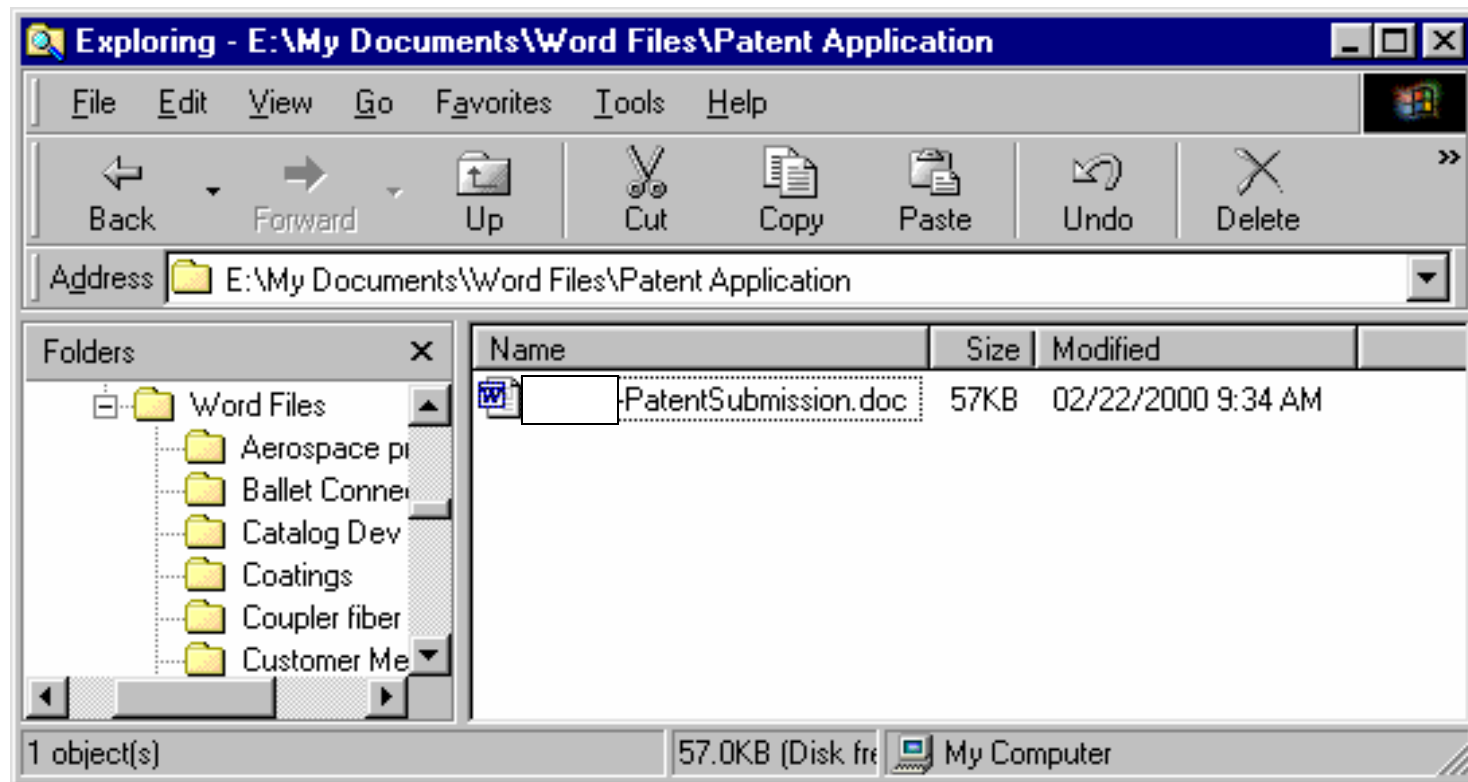 Exploring - E:\My Documents\Word Files\Patent Application
File Edit View Go Favorites Tools Help
Back Forward Up Cut Copy Paste Undo Delete »
Address E:\My Documents\Word Files\Patent Application
Folders Name Size Modified
Word Files -PatentSubmission.doc 57KB 02/22/2000 9:34 AM
Aerospace pr
Ballet Connec
Catalog Dev
Coatings
Coupler fiber
Customer Me
1 object(s) 57.0KB (Disk fre My Computer